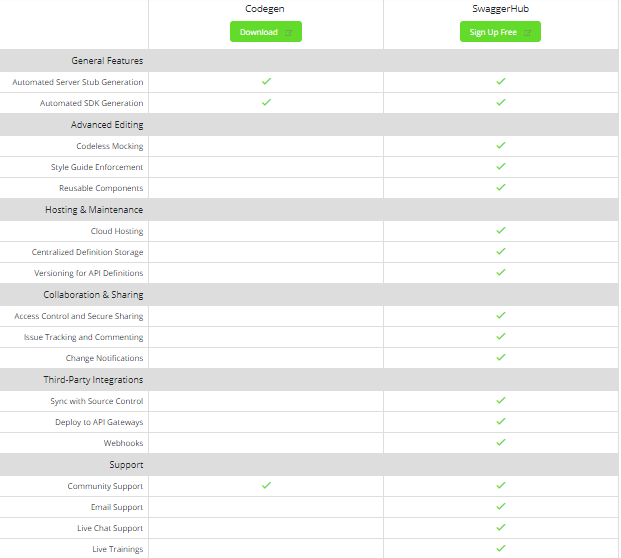 Codegen SwaggerHub
Download Sign Up Free
General Features
Automated Server Stub Generation
Automated SDK Generation
Advanced Editing
Codeless Mocking
Style Guide Enforcement
Reusable Components
Hosting & Maintenance
Cloud Hosting
Centralized Definition Storage
Versioning for API Definitions
Collaboration & Sharing
Access Control and Secure Sharing
Issue Tracking and Commenting
Change Notifications
Third-Party Integrations
Sync with Source Control
Deploy to API Gateways
Webhooks
Support
Community Support
Email Support
Live Chat Support
Live Trainings